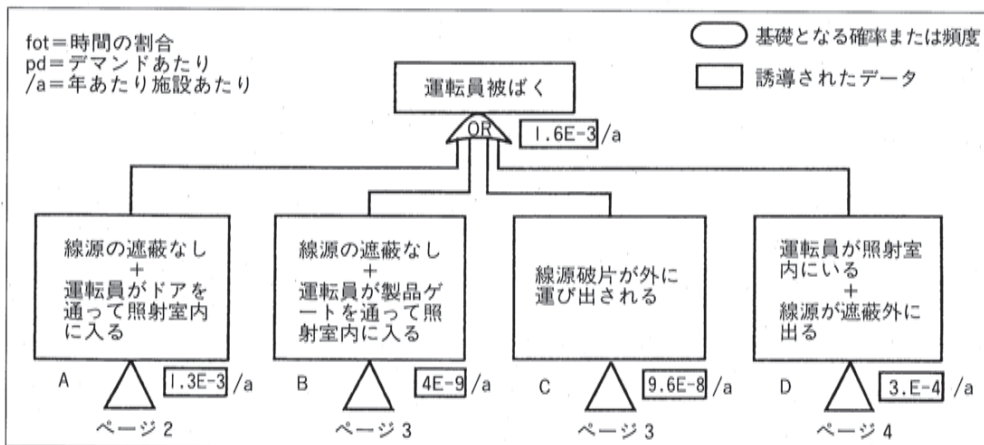 fot=時間の割合
pd=デマンドあたり
/a=年あたり施設あたり
基礎となる確率または頻度
誘導されたデータ
運転員被ばく
OR
1.6E-3/a
線源の遮蔽なし
+
運転員がドアを
通って照射室内
に入る
線源の遮蔽なし
+
運転員が製品ゲ
ートを通って照
射室内に入る
線源破片が外に
運び出される
運転員が照射室
内にいる
+
線源が遮蔽外に
出る
A
1.3E-3/a
B
4E-9/a
C
9.6E-8/a
D
3.E-4/a
ページ2
ページ3
ページ3
ページ4